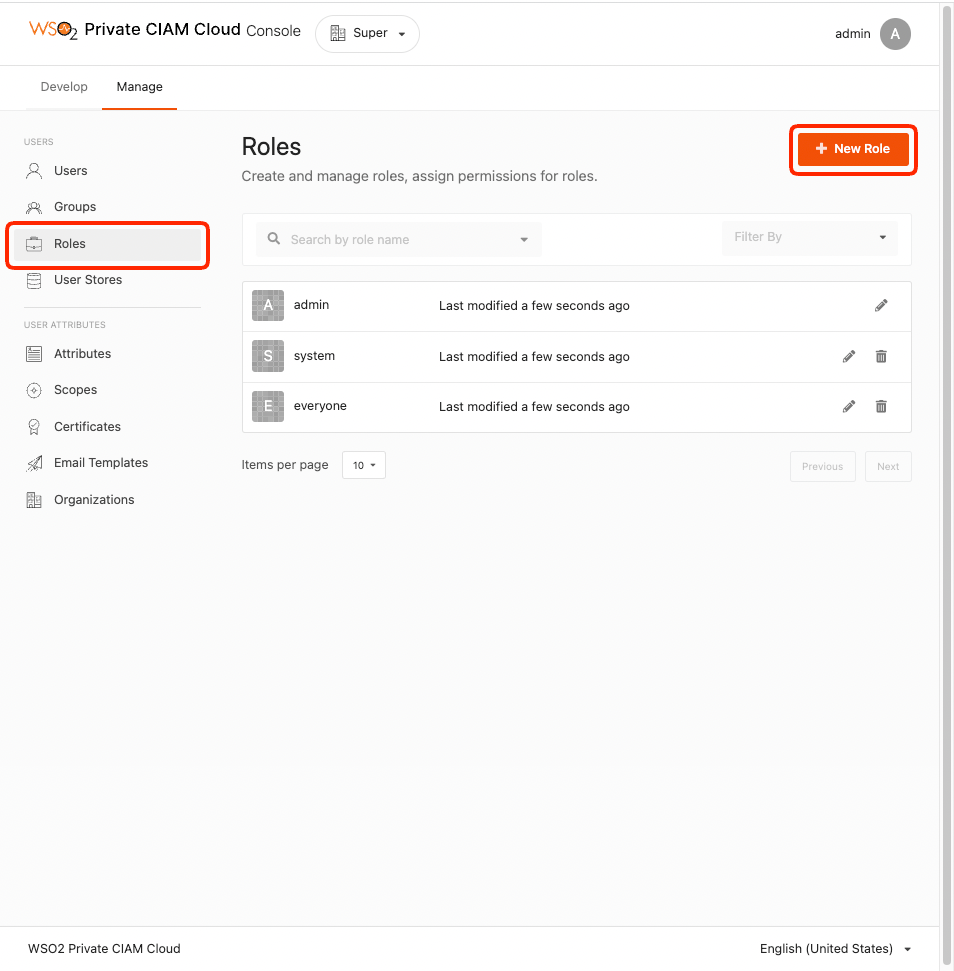 WSO2 Private CIAM Cloud Console Super admin A
Develop Manage
USERS
Users
Groups
Roles
User Stores
USER ATTRIBUTES
Attributes
Scopes
Certificates
Email Templates
Organizations
Roles
Create and manage roles, assign permissions for roles.
New Role
Search by role name Filter By
A admin Last modified a few seconds ago
S system Last modified a few seconds ago
E everyone Last modified a few seconds ago
Items per page 10 Previous Next
WSO2 Private CIAM Cloud English (United States)